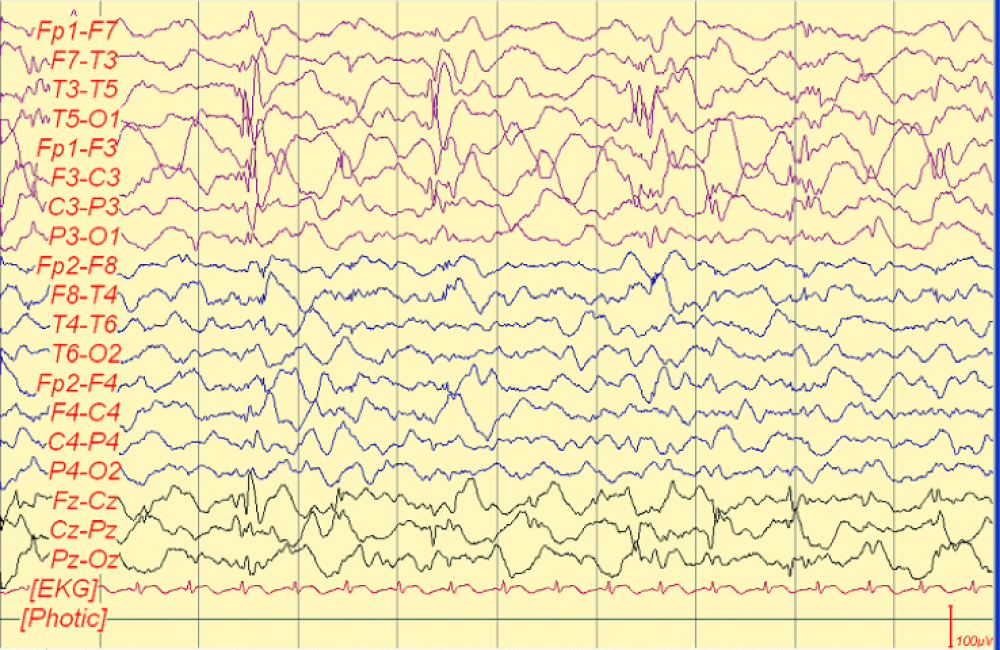 Fp1-F7
F7-T3
T3-T5
T5-O1
Fp1-F3
F3-C3
C3-P3
P3-O1
Fp2-F8
F8-T4
T4-T6
T6-O2
Fp2-F4
F4-C4
C4-P4
P4-O2
Fz-Cz
Cz-Pz
Pz-Oz
[EKG]
[Photic]